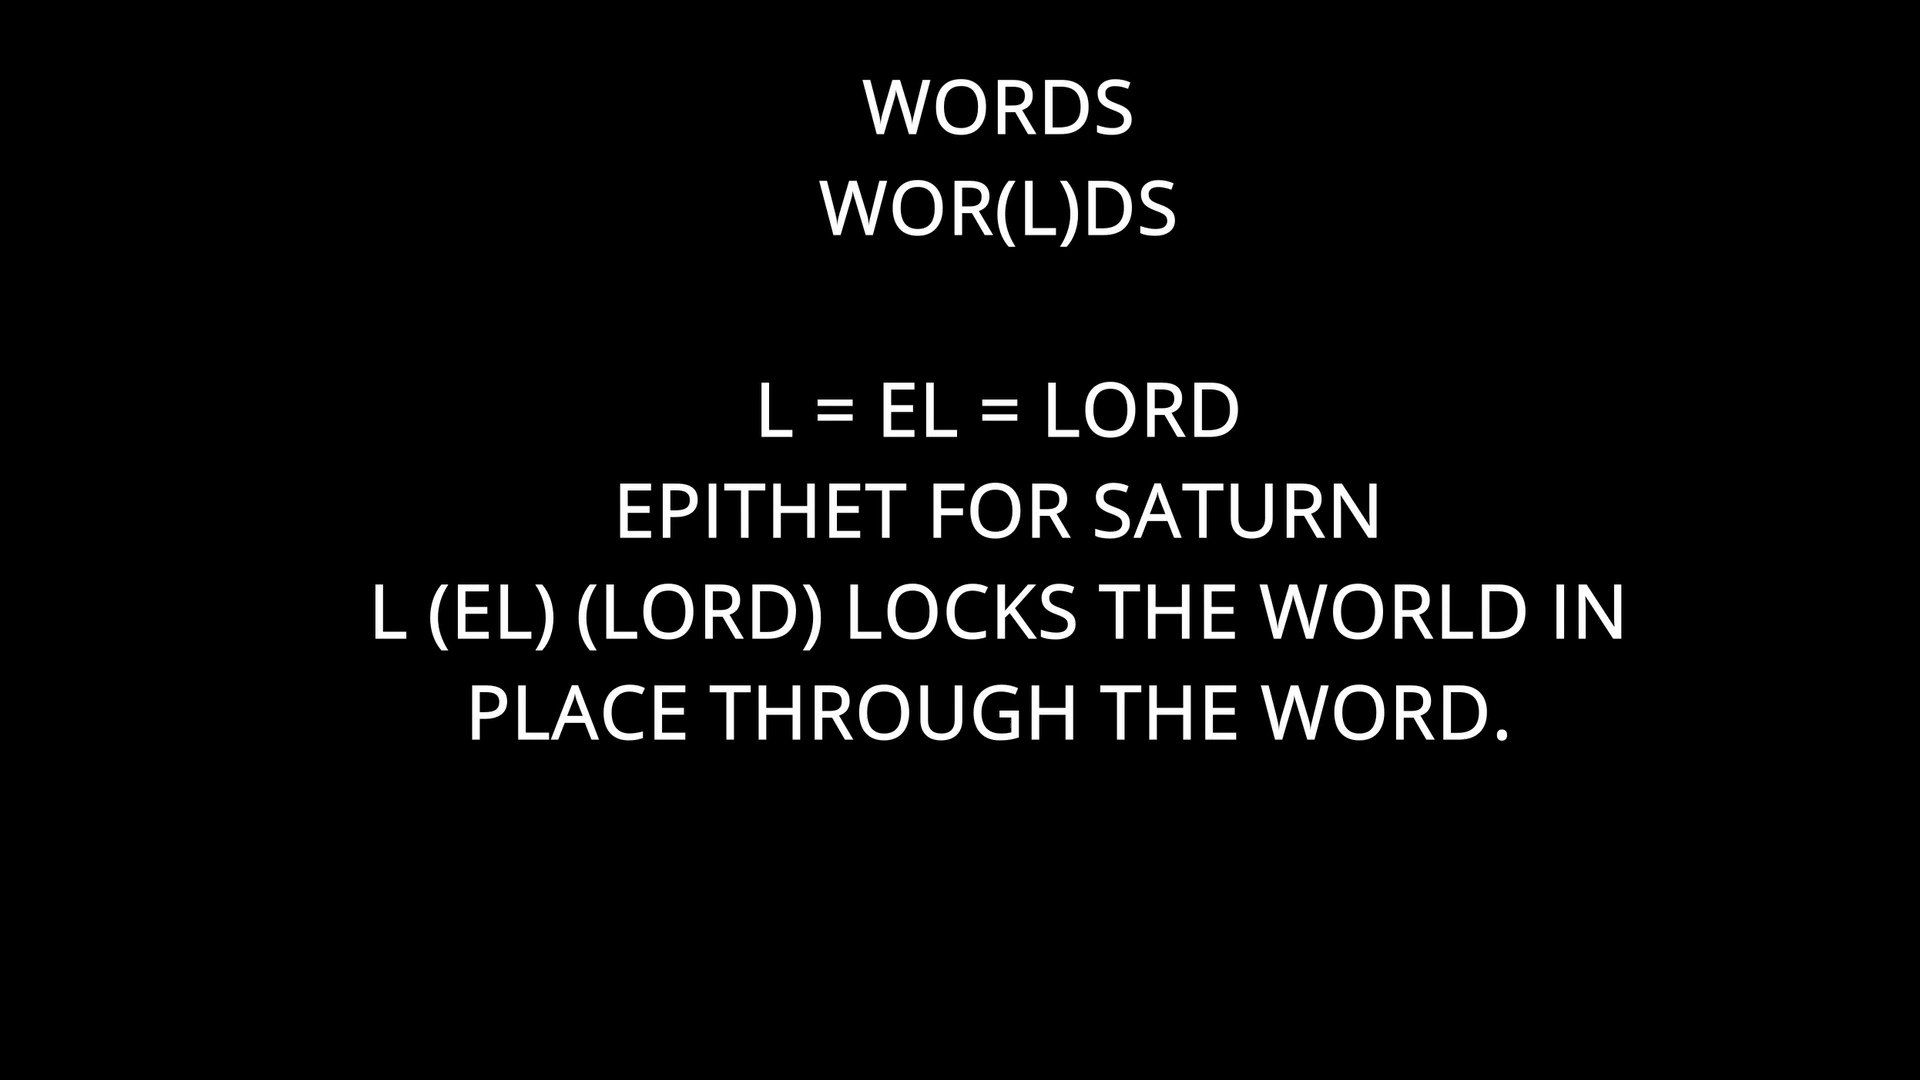 WORDS
WOR(L)DS
L = EL = LORD
EPITHET FOR SATURN
L (EL) (LORD) LOCKS THE WORLD IN
PLACE THROUGH THE WORD.